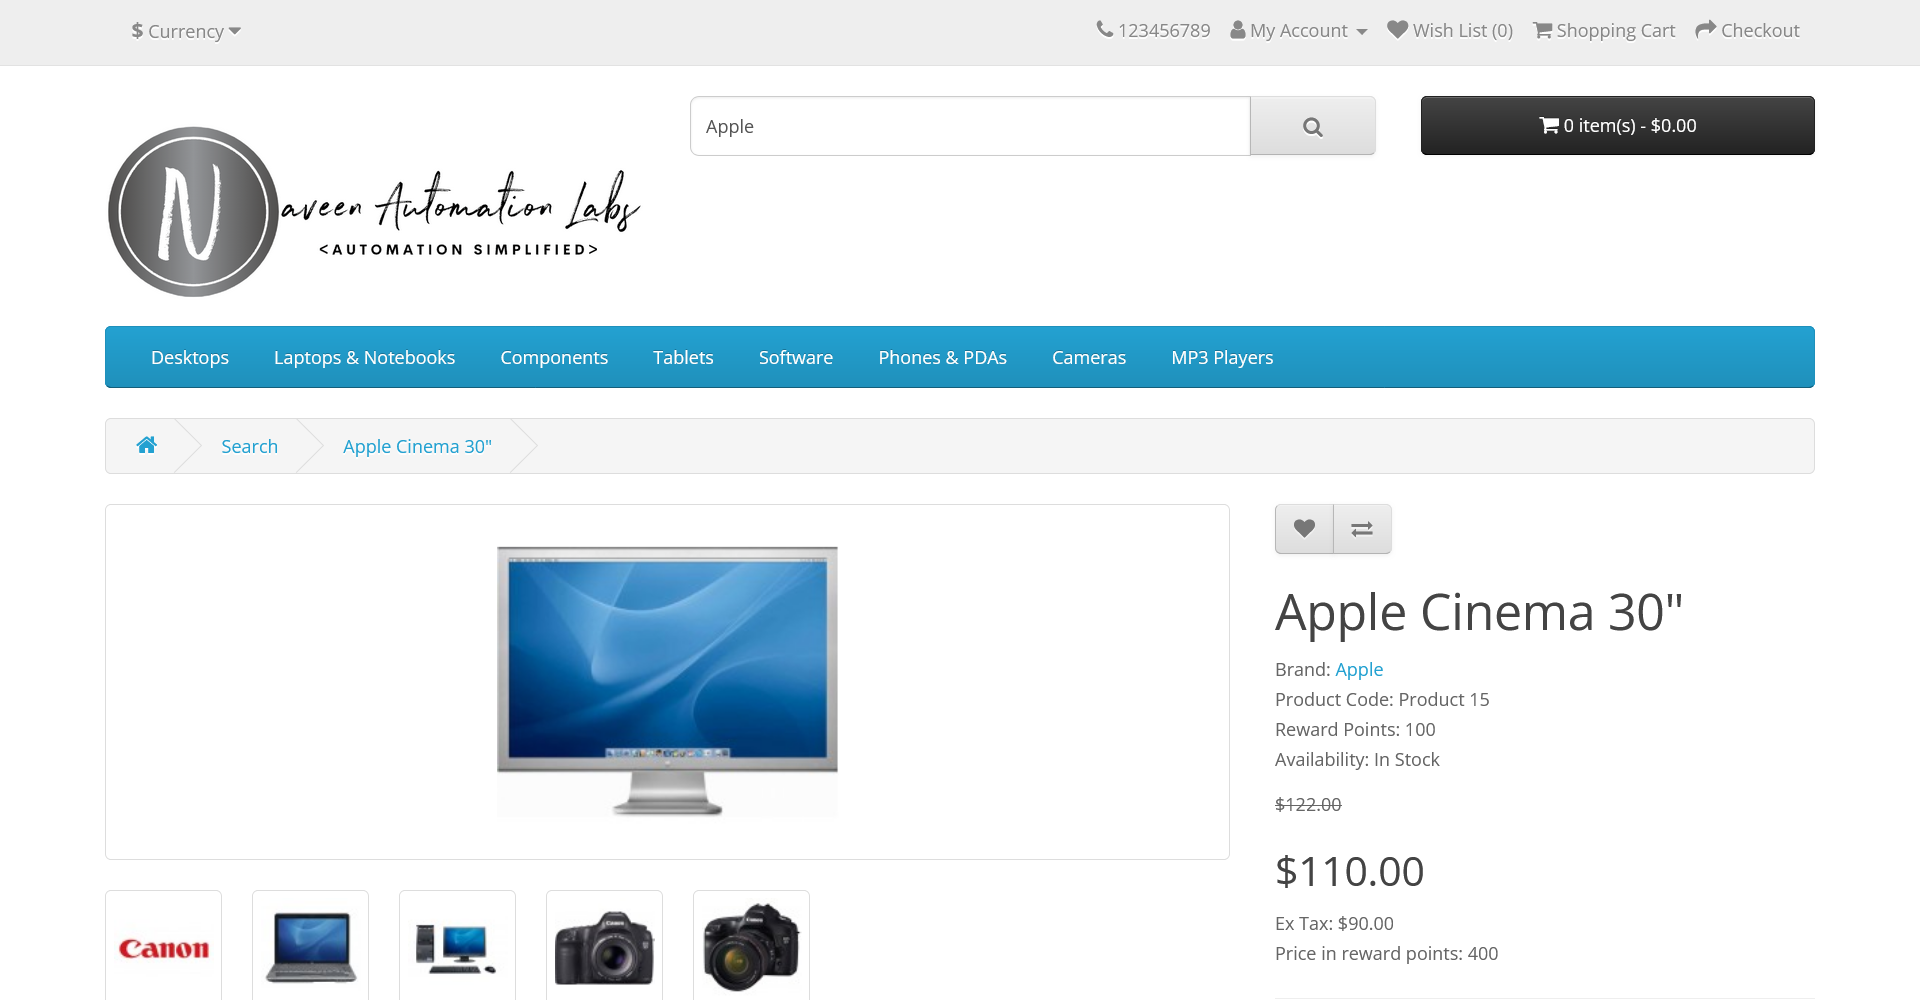 $ Currency
123456789 My Account Wish List (0) Shopping Cart Checkout
Apple
0 item(s) - $0.00
N
aveen Automation Labs
<AUTOMATION SIMPLIFIED>
Desktops Laptops & Notebooks Components Tablets Software Phones & PDAs Cameras MP3 Players
Search Apple Cinema 30"
Apple Cinema 30"
Brand: Apple
Product Code: Product 15
Reward Points: 100
Availability: In Stock
$122.00
$110.00
Ex Tax: $90.00
Price in reward points: 400
Canon